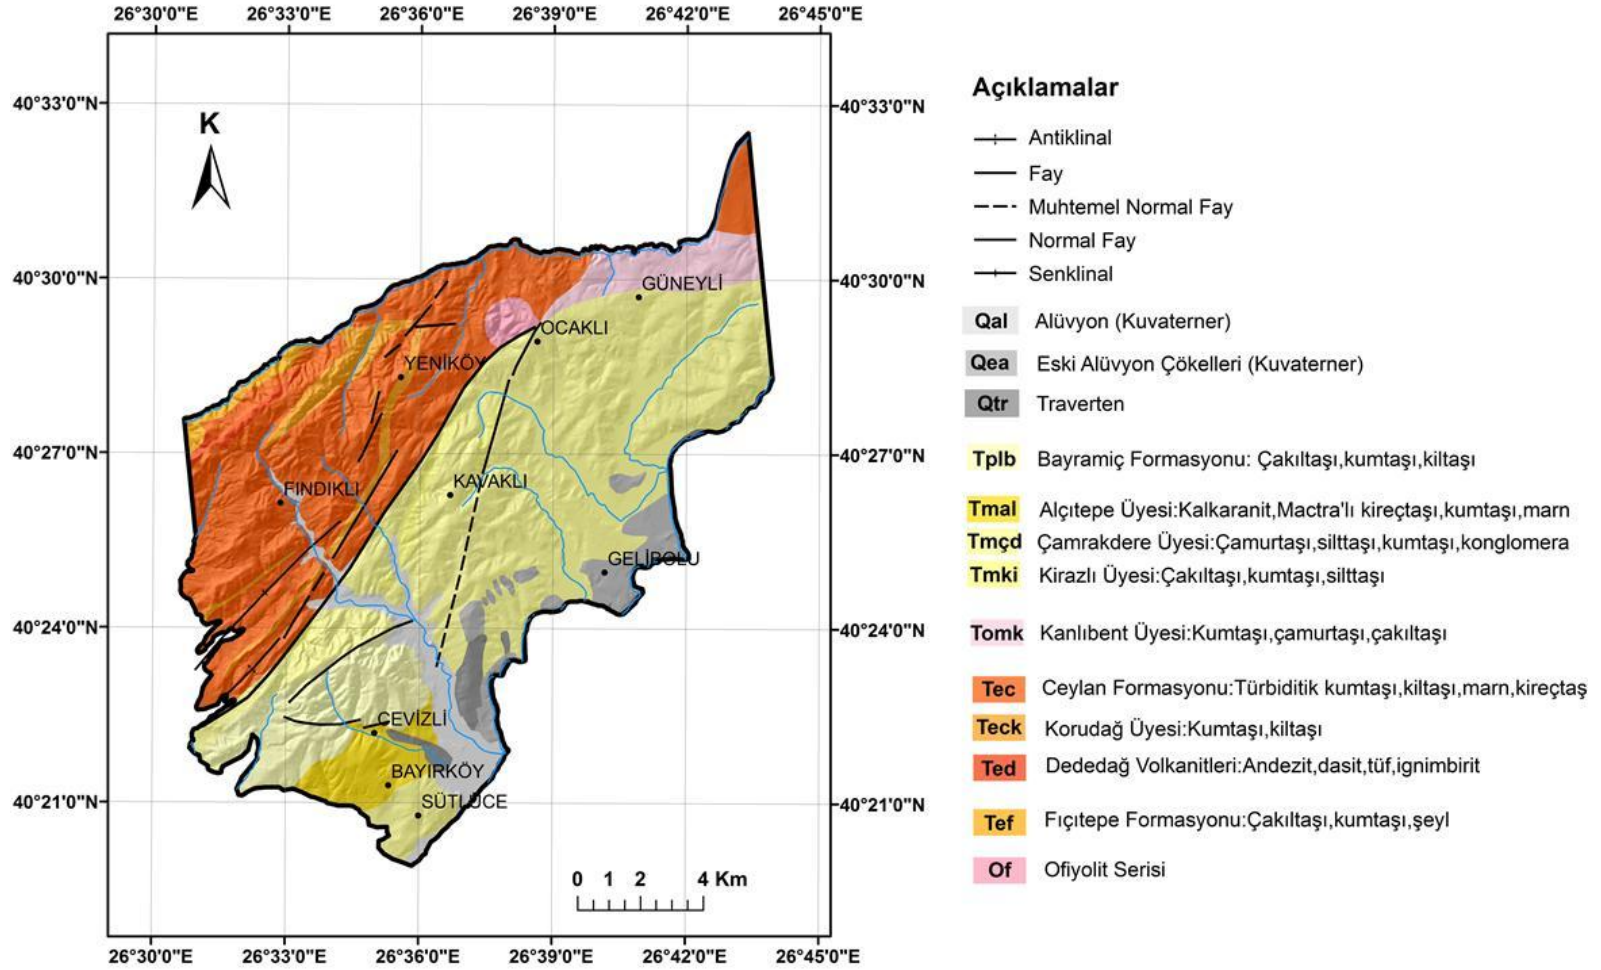 26°30'0"E 26°33'0"E 26°36'0"E 26°39'0"E 26°42'0"E 26°45'0"E
40°33'0"N 40°33'0"N
K
40°30'0"N 40°30'0"N
GÜNEYLİ
OCAKLI
YENİKÖY
40°27'0"N 40°27'0"N
KAVAKLI
FINDIKLI
GELİBOLU
40°24'0"N 40°24'0"N
CEVİZLİ
BAYIRKÖY
SÜTLÜCE
40°21'0"N 40°21'0"N
0 1 2 4 Km
26°30'0"E 26°33'0"E 26°36'0"E 26°39'0"E 26°42'0"E 26°45'0"E
Açıklamalar
Antiklinal
Fay
Muhtemel Normal Fay
Normal Fay
Senklinal
Qal Alüvyon (Kuvaterner)
Qea Eski Alüvyon Çökelleri (Kuvaterner)
Qtr Traverten
Tplb Bayramiç Formasyonu: Çakıltaşı,kumtaşı,kiltaşı
Tmal Alçıtepe Üyesi:Kalkaranit,Mactra'lı kireçtaşı,kumtaşı,marn
Tmçd Çamrakdere Üyesi:Çamurtaşı,silttaşı,kumtaşı,konglomera
Tmki Kirazlı Üyesi:Çakıltaşı,kumtaşı,silttaşı
Tomk Kanlıbent Üyesi:Kumtaşı,çamurtaşı,çakıltaşı
Tec Ceylan Formasyonu:Türbiditik kumtaşı,kiltaşı,marn,kireçtaş
Teck Korudağ Üyesi:Kumtaşı,kiltaşı
Ted Dededağ Volkanitleri:Andezit,dasit,tüf,ignimbirit
Tef Fıçıtepe Formasyonu:Çakıltaşı,kumtaşı,şeyl
Of Ofiyolit Serisi